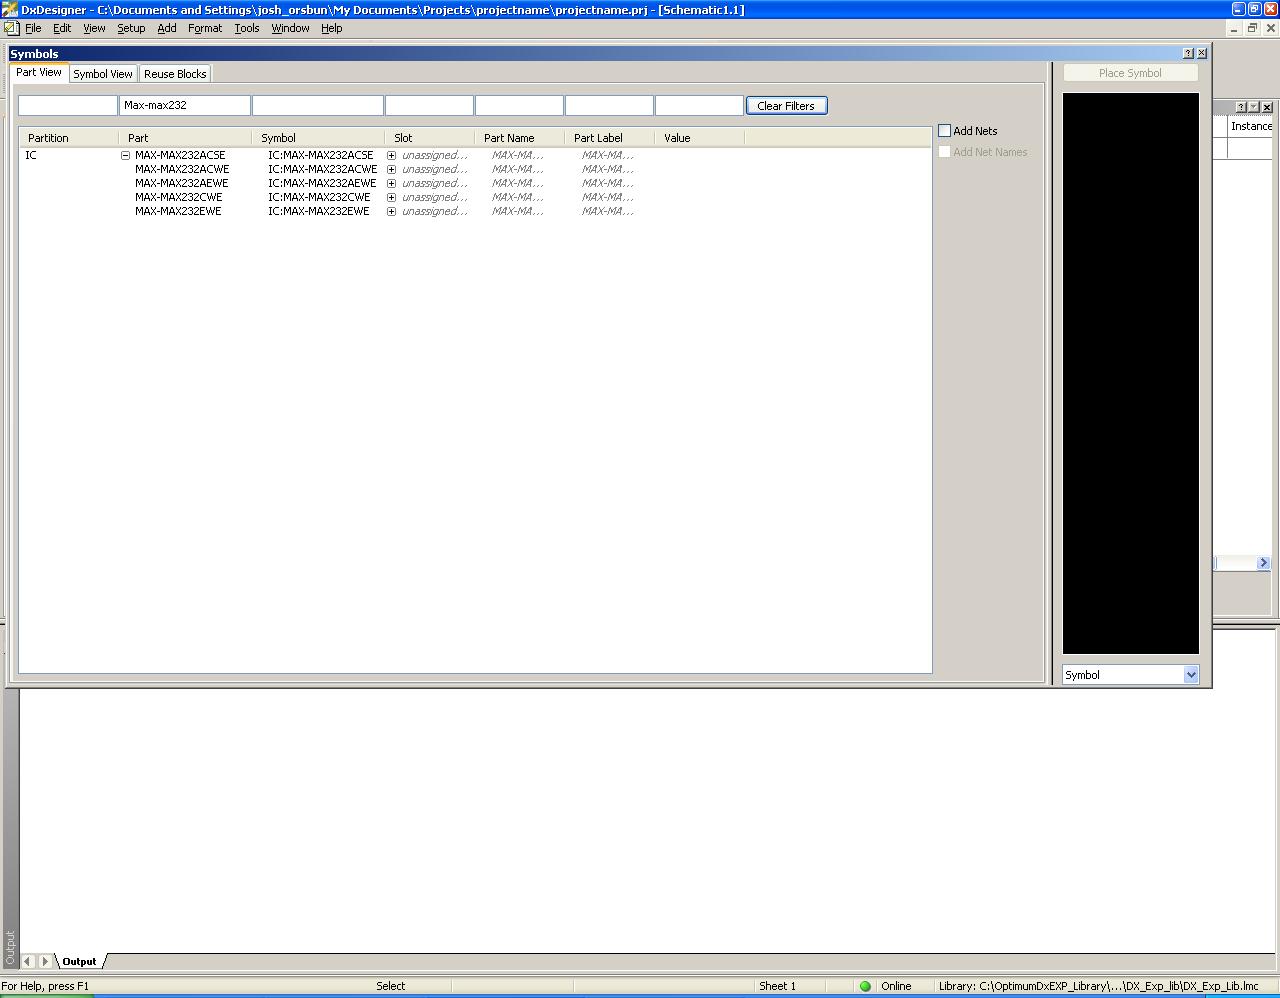 DxDesigner - C:\Documents and Settings\josh_orsbun\My Documents\Projects\projectname\projectname.prj - [Schematic1.1]
File Edit View Setup Add Format Tools Window Help
Symbols
Part View Symbol View Reuse Blocks
Place Symbol
Max-max232 Clear Filters
Instance
Partition Part Symbol Slot Part Name Part Label Value
Add Nets
Add Net Names
IC MAX-MAX232ACSE IC:MAX-MAX232ACSE unassigned... MAX-MA... MAX-MA...
MAX-MAX232ACWE IC:MAX-MAX232ACWE unassigned... MAX-MA... MAX-MA...
MAX-MAX232AEWE IC:MAX-MAX232AEWE unassigned... MAX-MA... MAX-MA...
MAX-MAX232CWE IC:MAX-MAX232CWE unassigned... MAX-MA... MAX-MA...
MAX-MAX232EWE IC:MAX-MAX232EWE unassigned... MAX-MA... MAX-MA...
Symbol
Output
Output
For Help, press F1 Select Sheet 1 Online Library: C:\OptimumDxEXP_Library\...\DX_Exp_lib\DX_Exp_Lib.lmc